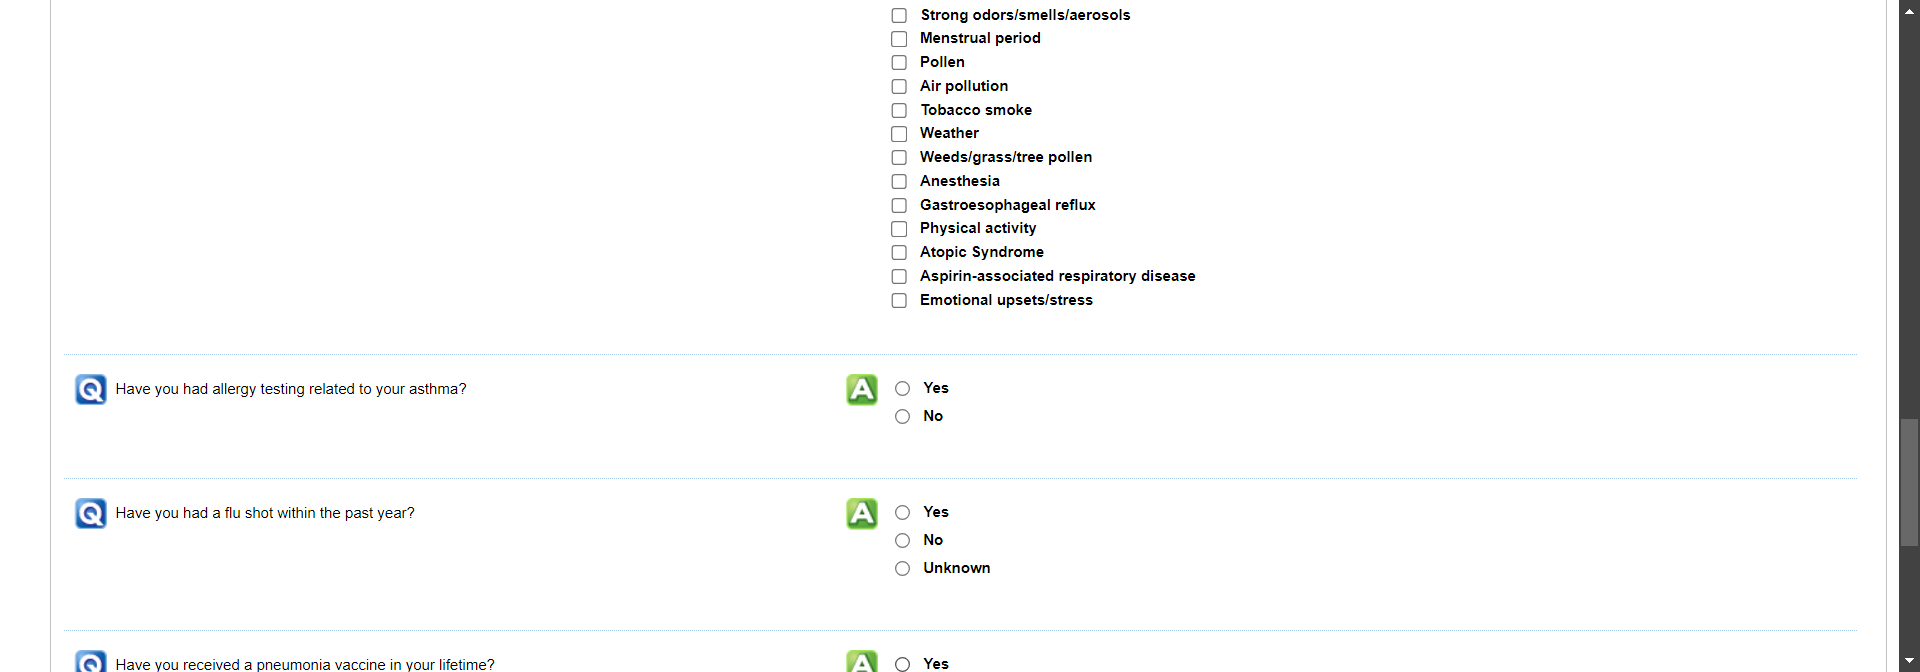 Strong odors/smells/aerosols
Menstrual period
Pollen
Air pollution
Tobacco smoke
Weather
Weeds/grass/tree pollen
Anesthesia
Gastroesophageal reflux
Physical activity
Atopic Syndrome
Aspirin-associated respiratory disease
Emotional upsets/stress
Q Have you had allergy testing related to your asthma? A Yes
No
Q Have you had a flu shot within the past year? A Yes
No
Unknown
Q Have you received a pneumonia vaccine in your lifetime? A Yes